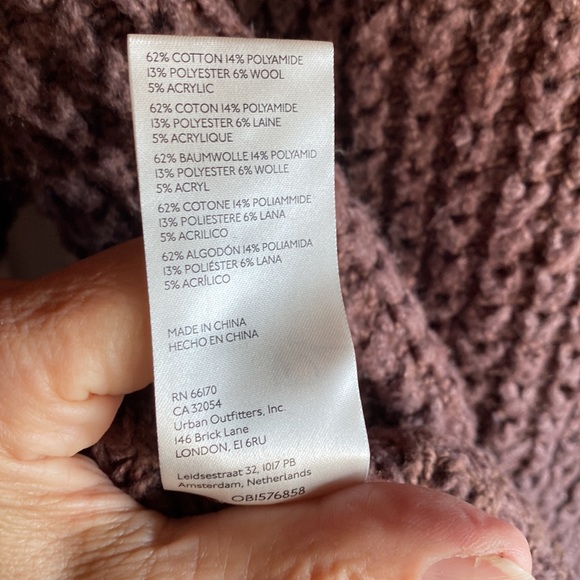 62% COTTON 14% POLYAMIDE
13% POLYESTER 6% WOOL
5% ACRYLIC
62% COTON 14% POLYAMIDE
13% POLYESTER 6% LAINE
5% ACRYLIQUE
62% BAUMWOLLE 14% POLYAMID
13% POLYESTER 6% WOLLE
5% ACRYL
62% COTONE 14% POLIAMMIDE
13% POLIESTERE 6% LANA
5% ACRILICO
62% ALGODÓN 14% POLIAMIDA
13% POLIÉSTER 6% LANA
5% ACRÍLICO
MADE IN CHINA
HECHO EN CHINA
RN 66170
CA 32054
Urban Outfitters, Inc.
146 Brick Lane
LONDON, E1 6RU
Leidsestraat 32, 1017 PB
Amsterdam, Netherlands
OB1576858